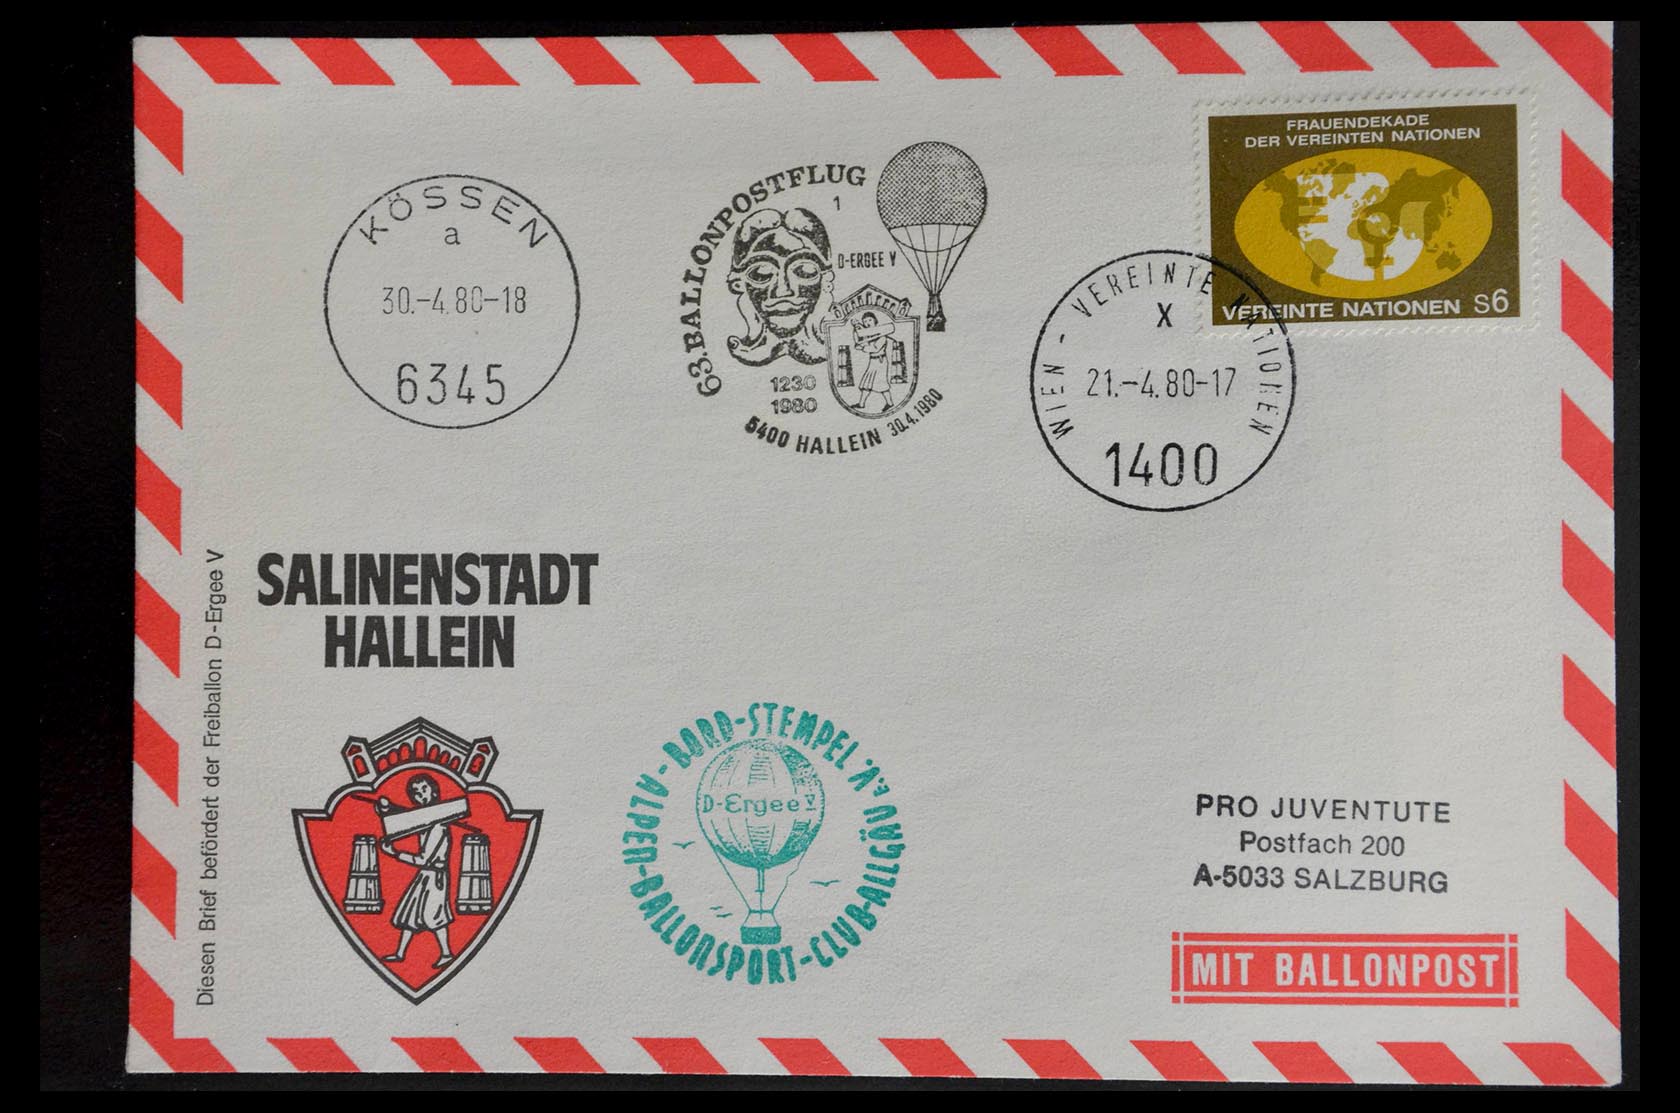 KÖSSEN
a
30.-4.80-18
6345
63.BALLONPOSTFLUG
1
D-ERGEE V
1230
1980
5400 HALLEIN 30.4.1980
FRAUENDEKADE
DER VEREINTEN NATIONEN
VEREINTE NATIONEN S6
WIEN - VEREINTE NATIONEN
X
21.-4.80-17
1400
Diesen Brief befördert der Freiballon D-Ergee V
SALINENSTADT
HALLEIN
BORD-STEMPEL
D-Ergee V
ALPEN-BALLONSPORT-CLUB-ALLGÄU e.V.
PRO JUVENTUTE
Postfach 200
A-5033 SALZBURG
MIT BALLONPOST